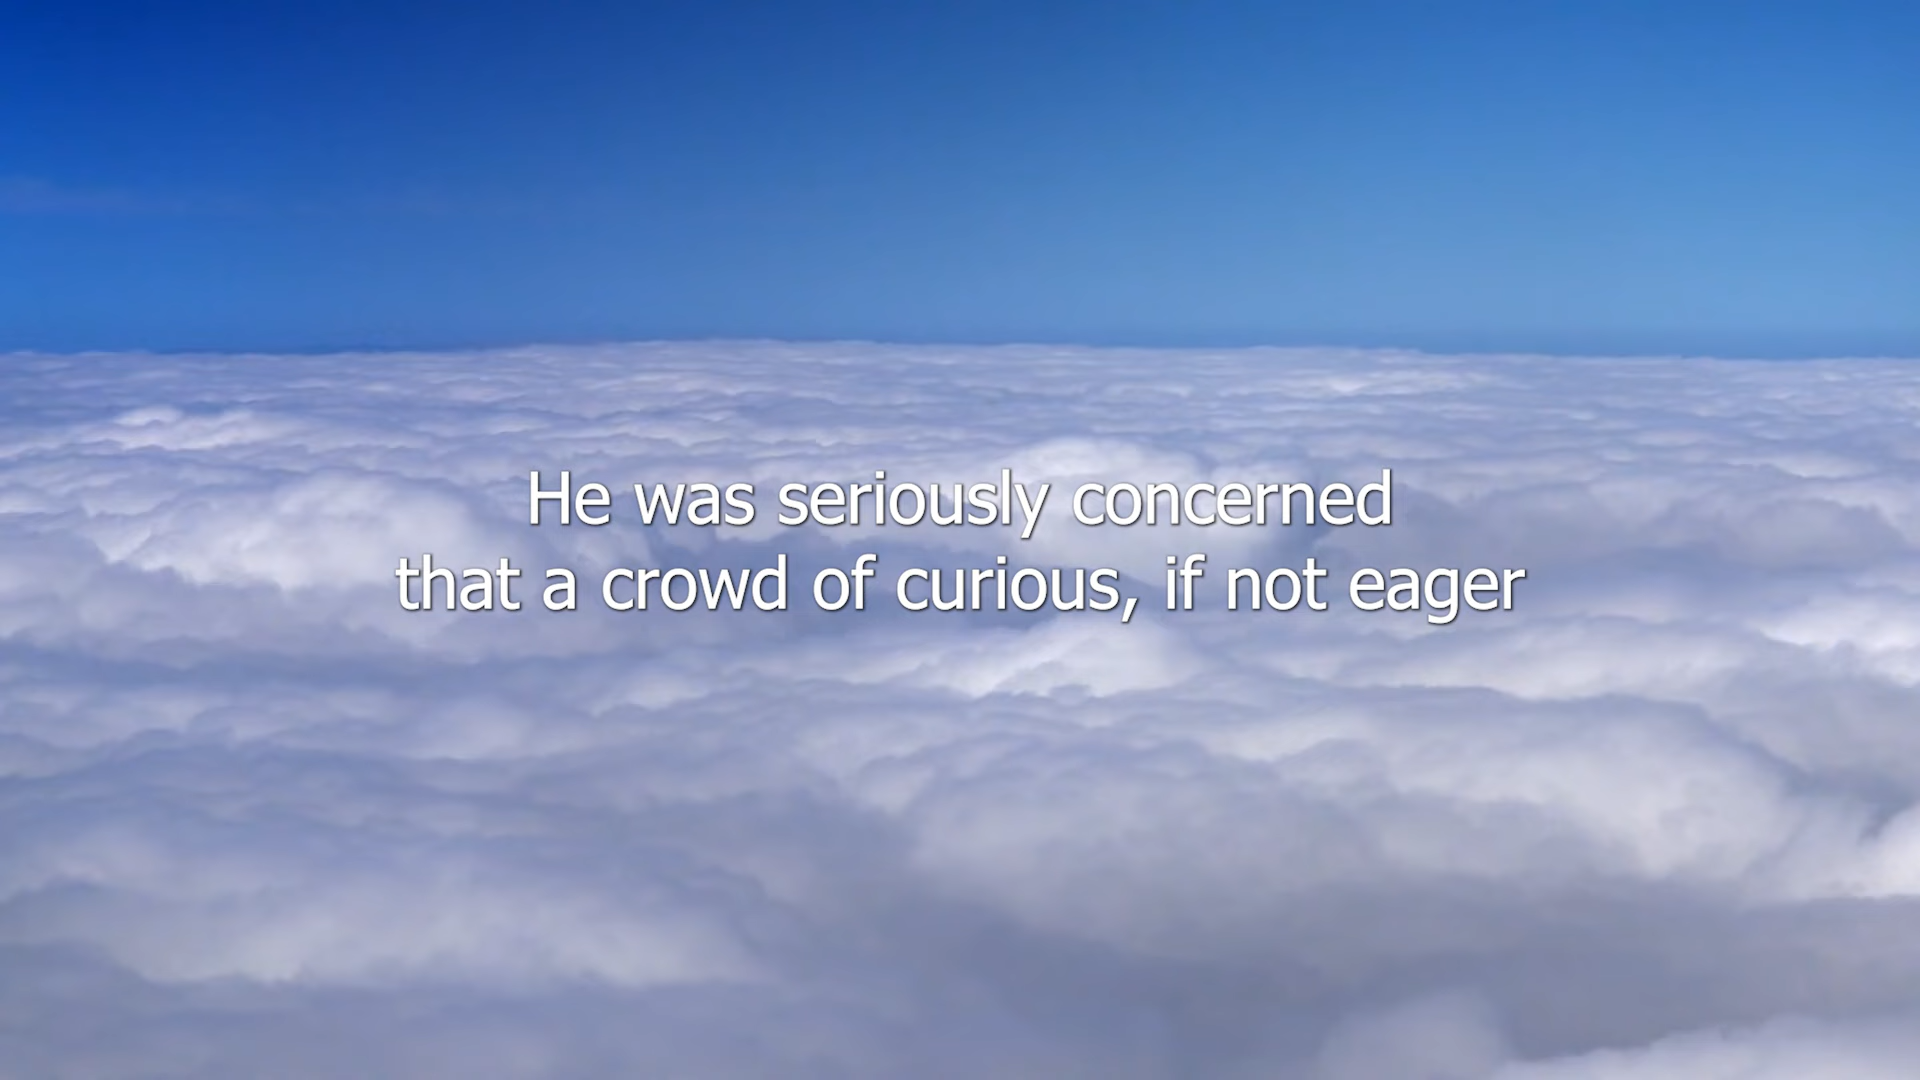 He was seriously concerned
that a crowd of curious, if not eager